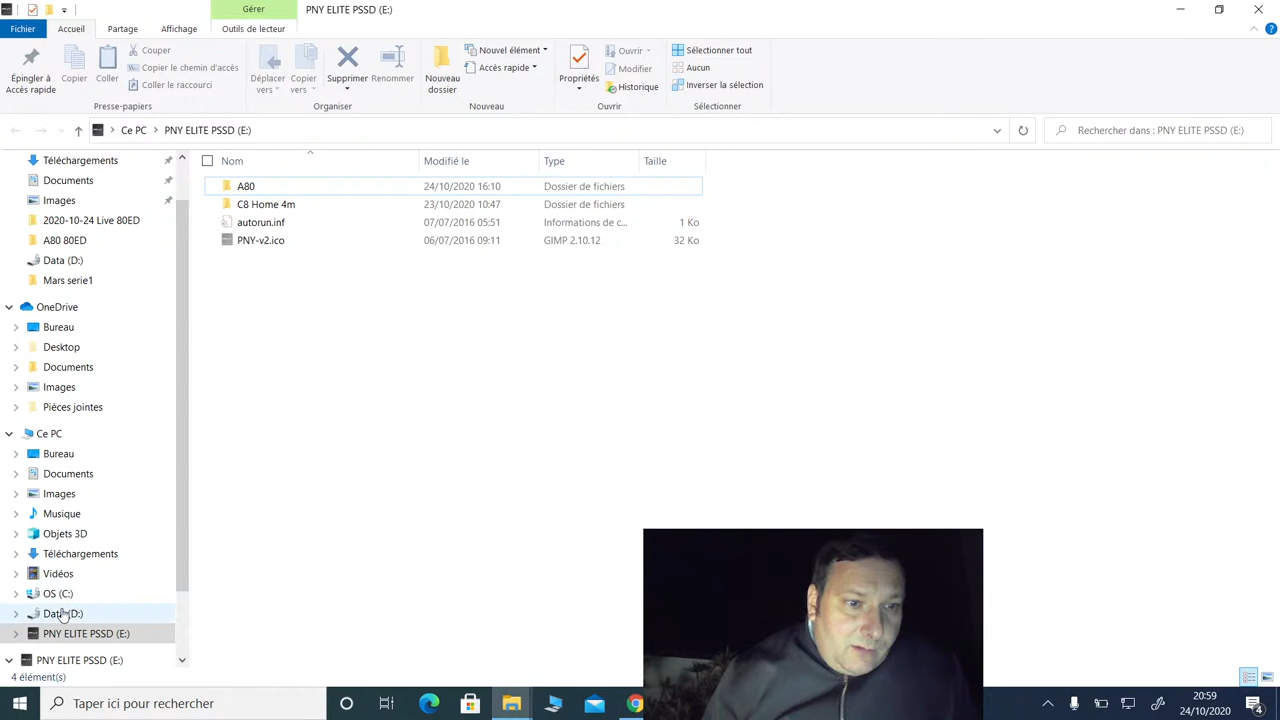 Gérer
PNY ELITE PSSD (E:)
Fichier
Accueil
Partage
Affichage
Outils de lecteur
Épingler à
Accès rapide
Copier
Coller
Couper
Copier le chemin d'accès
Coller le raccourci
Presse-papiers
Déplacer
vers
Copier
vers
Supprimer
Renommer
Organiser
Nouveau
dossier
Nouvel élément
Accès rapide
Nouveau
Propriétés
Ouvrir
Modifier
Historique
Ouvrir
Sélectionner tout
Aucun
Inverser la sélection
Sélectionner
Ce PC > PNY ELITE PSSD (E:)
Rechercher dans : PNY ELITE PSSD (E:)
Téléchargements
Documents
Images
2020-10-24 Live 80ED
A80 80ED
Data (D:)
Mars serie1
OneDrive
Bureau
Desktop
Documents
Images
Pièces jointes
Ce PC
Bureau
Documents
Images
Musique
Objets 3D
Téléchargements
Vidéos
OS (C:)
Data (D:)
PNY ELITE PSSD (E:)
PNY ELITE PSSD (E:)
Nom Modifié le Type Taille
A80 24/10/2020 16:10 Dossier de fichiers
C8 Home 4m 23/10/2020 10:47 Dossier de fichiers
autorun.inf 07/07/2016 05:51 Informations de c... 1 Ko
PNY-v2.ico 06/07/2016 09:11 GIMP 2.10.12 32 Ko
4 élément(s)
Taper ici pour rechercher
20:59
24/10/2020
4